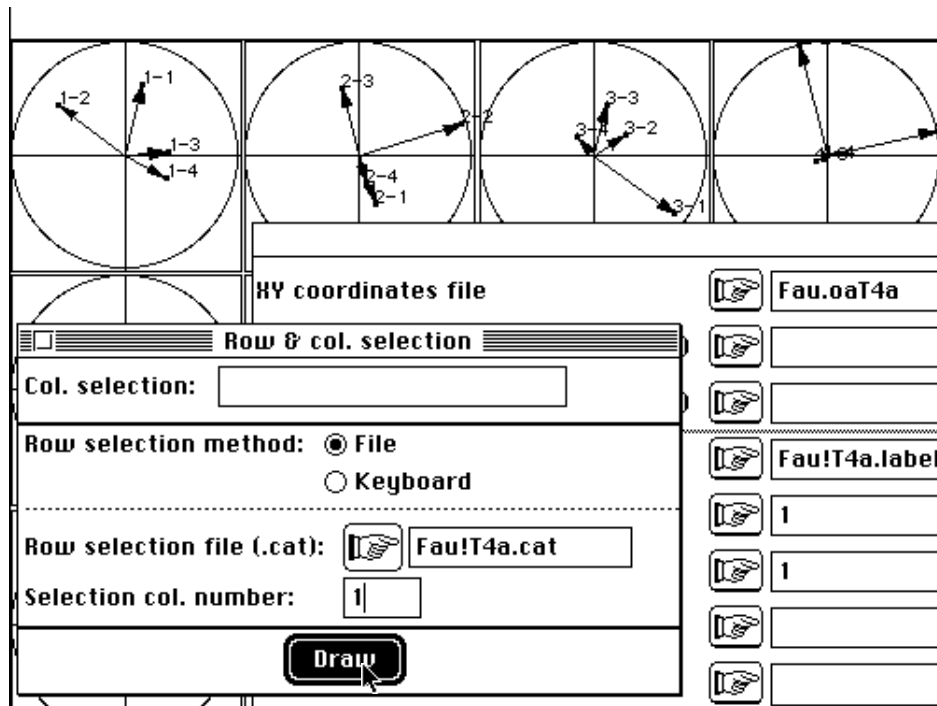 1-1
1-2
1-3
1-4
2-3
2-2
2-4
2-1
3-3
3-4
3-2
3-1
XY coordinates file
Fau.oaT4a
Row & col. selection
Col. selection:
Row selection method:
File
Keyboard
Fau!T4a.label
1
1
Row selection file (.cat):
Fau!T4a.cat
Selection col. number:
1
Draw